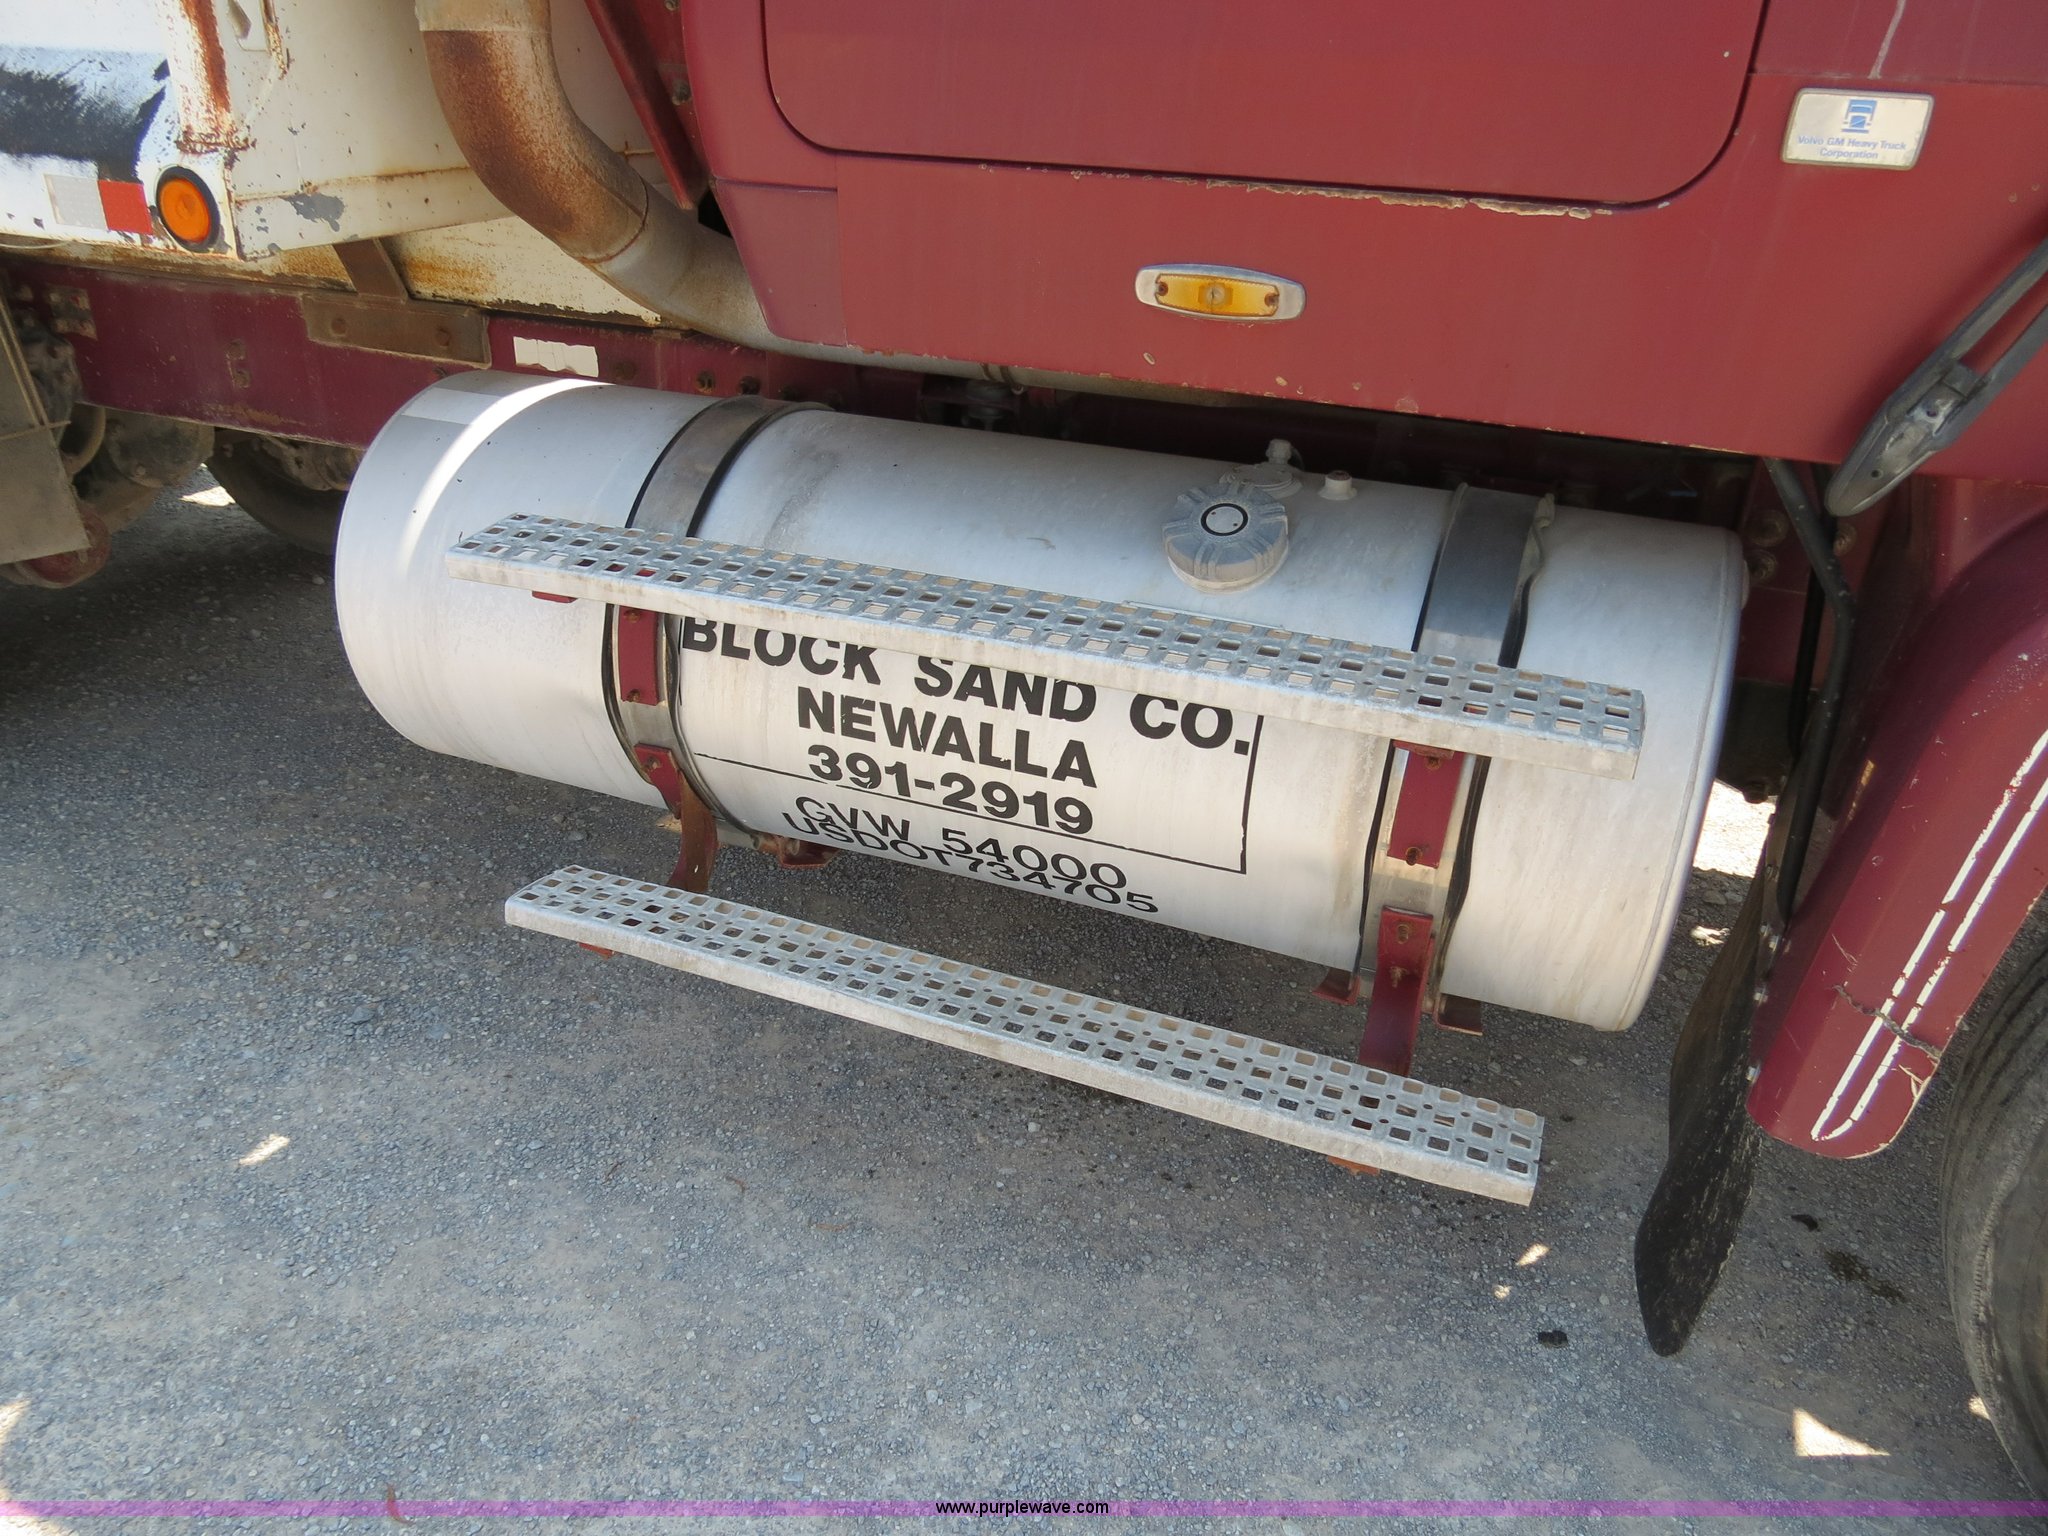 Volvo GM Heavy Truck
Corporation
BLOCK SAND CO.
NEWALLA
391-2919
GVW 54000
USDOT734705
www.purplewave.com